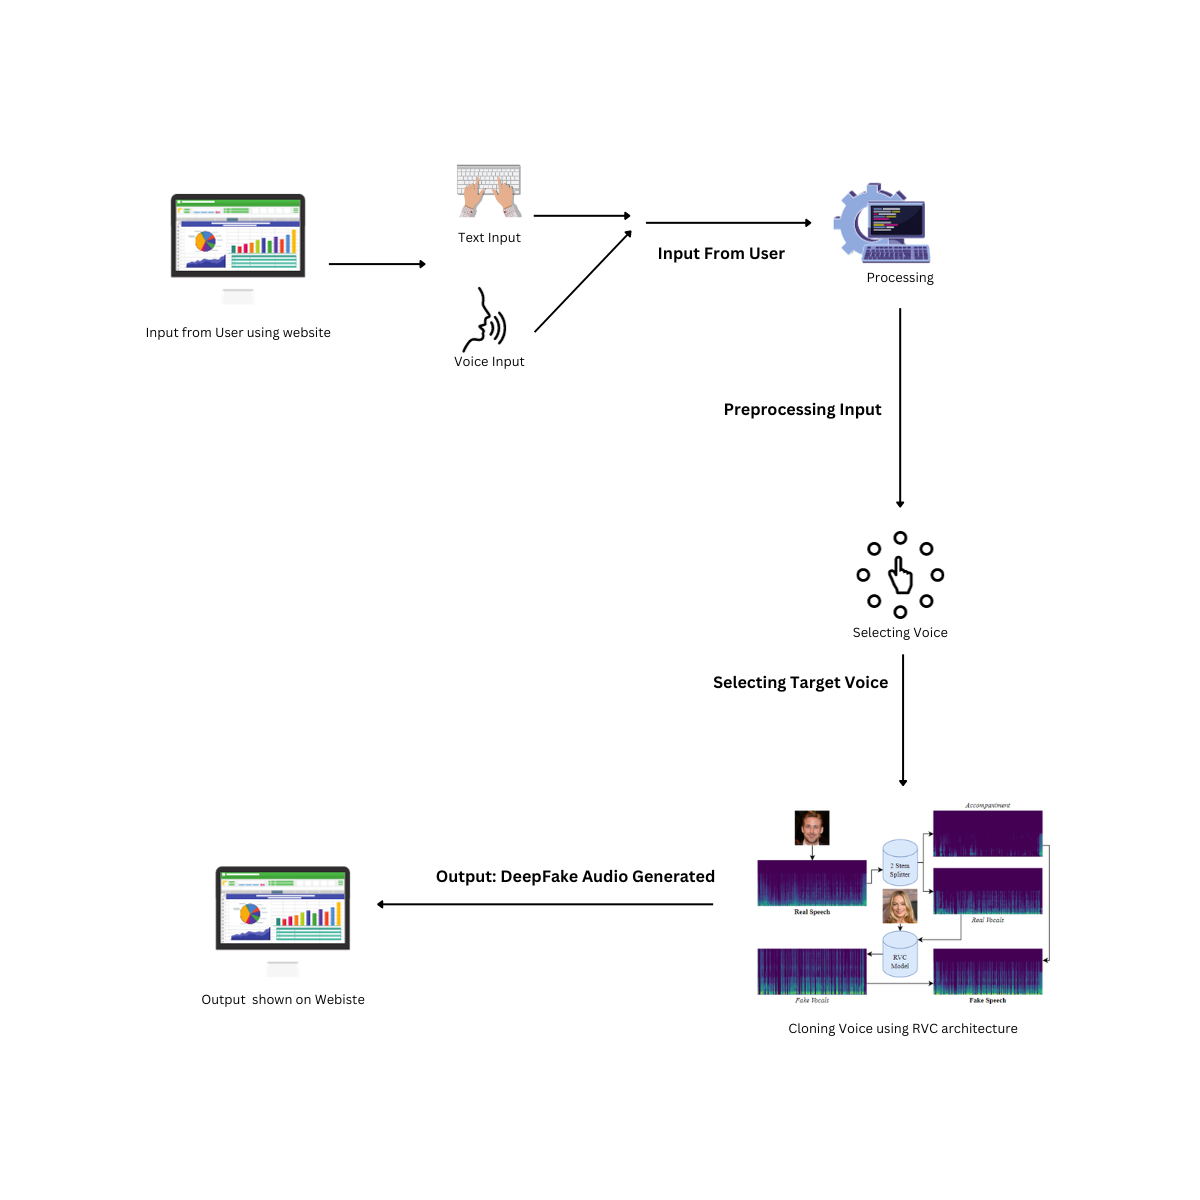 Text Input
Input From User
Processing
Input from User using website
Voice Input
Preprocessing Input
Selecting Voice
Selecting Target Voice
Accompaniment
2 Stem
Splitter
Real Speech
Real Vocals
Output: DeepFake Audio Generated
RVC
Model
Fake Vocals
Fake Speech
Output  shown on Webiste
Cloning Voice using RVC architecture